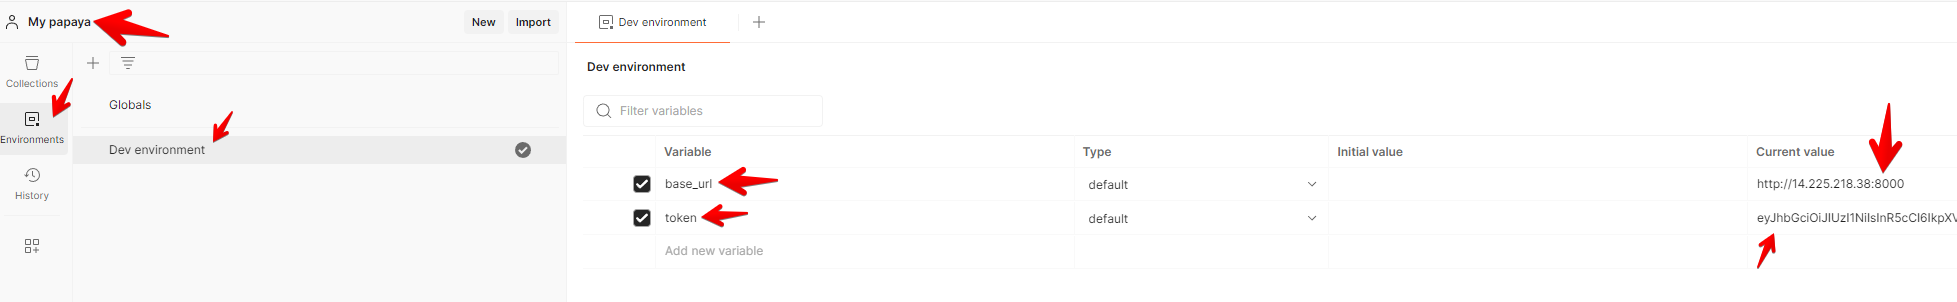 My papaya
New
Import
Dev environment
Collections
Environments
History
Globals
Dev environment
Dev environment
Filter variables
Variable
Type
Initial value
Current value
base_url
default
http://14.225.218.38:8000
token
default
eyJhbGciOiJIUzI1NiIsInR5cCI6IkpXV
Add new variable